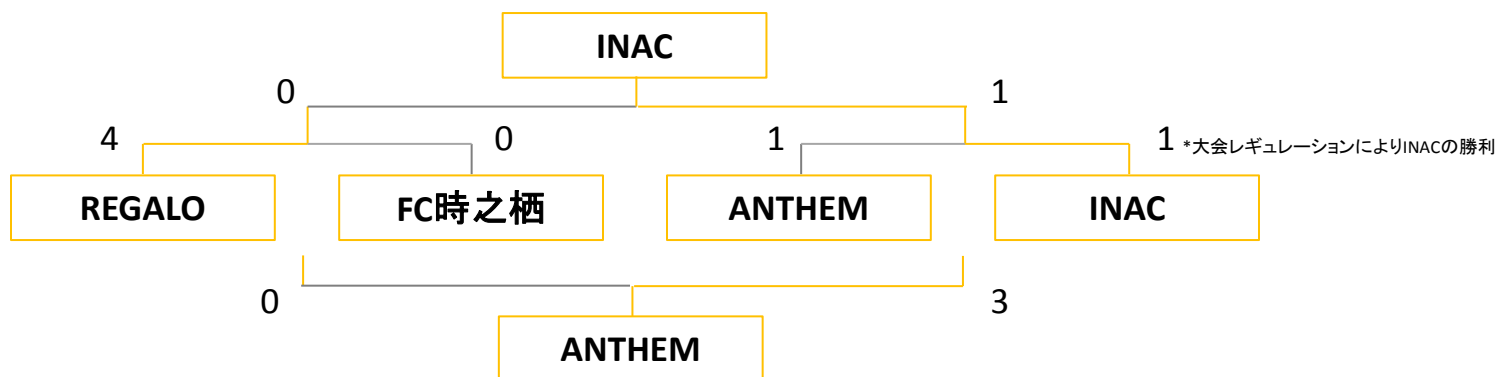 INAC
0 1
4 0 1 1 *大会レギュレーションによりINACの勝利
REGALO FC時之栖 ANTHEM INAC
0 3
ANTHEM